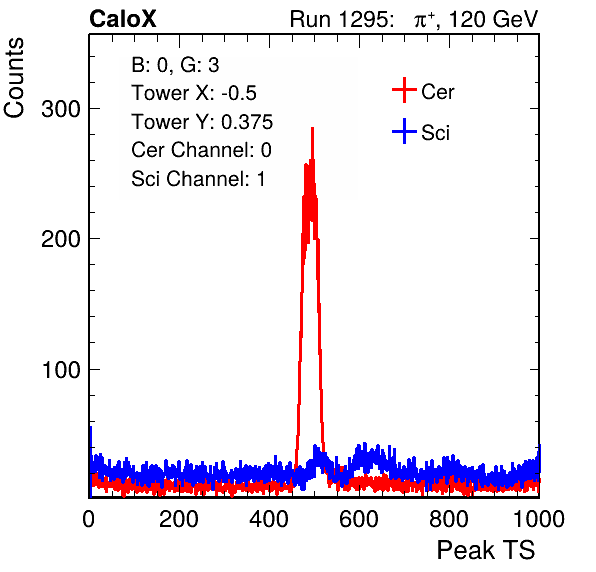 CaloX Run 1295: π⁺, 120 GeV
Counts
B: 0, G: 3
Tower X: -0.5
Tower Y: 0.375
Cer Channel: 0
Sci Channel: 1
Cer
Sci
300
200
100
0 200 400 600 800 1000
Peak TS